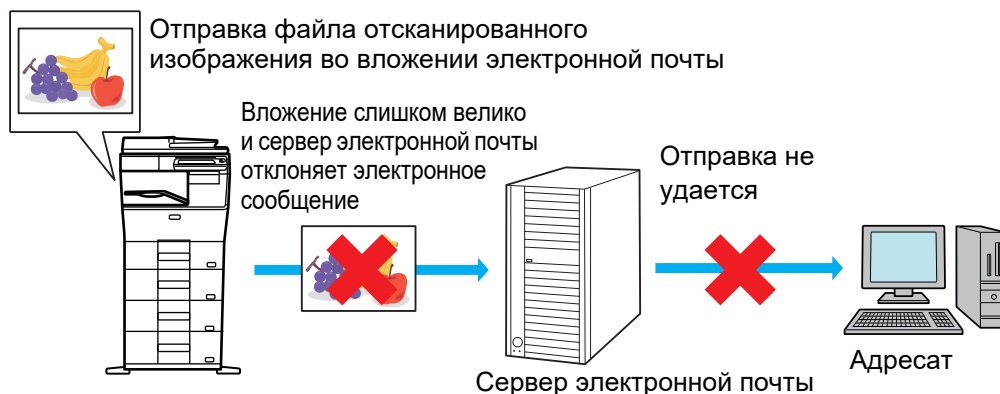 Отправка файла отсканированного
изображения во вложении электронной почты
Вложение слишком велико
и сервер электронной почты
отклоняет электронное
сообщение
Отправка не
удается
Адресат
Сервер электронной почты